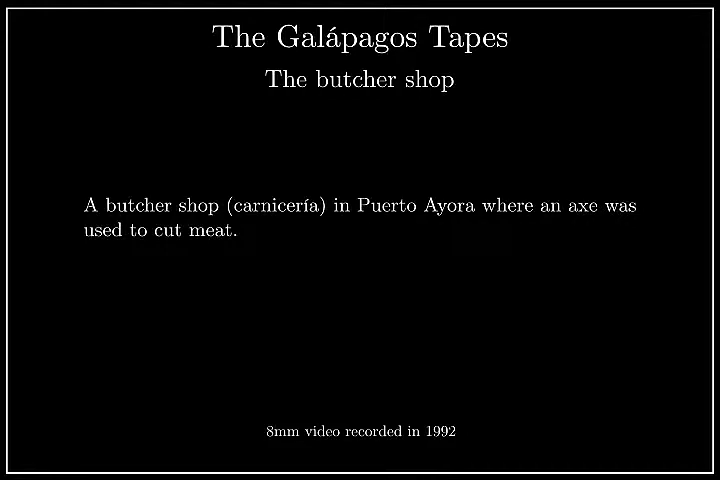 The Galápagos Tapes
The butcher shop
A butcher shop (carnicería) in Puerto Ayora where an axe was
used to cut meat.
8mm video recorded in 1992